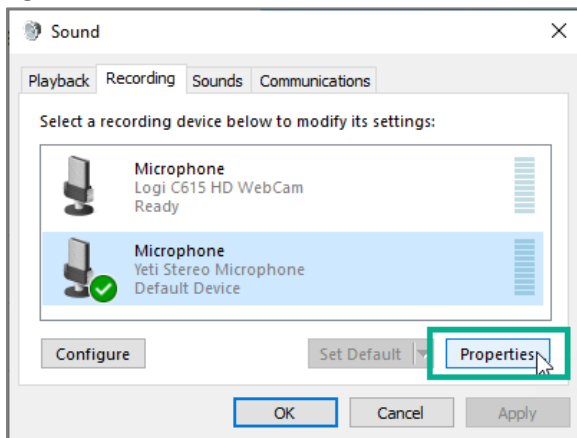 Sound
Playback Recording Sounds Communications
Select a recording device below to modify its settings:
Microphone
Logi C615 HD WebCam
Ready
Microphone
Yeti Stereo Microphone
Default Device
Configure Set Default Properties
OK Cancel Apply